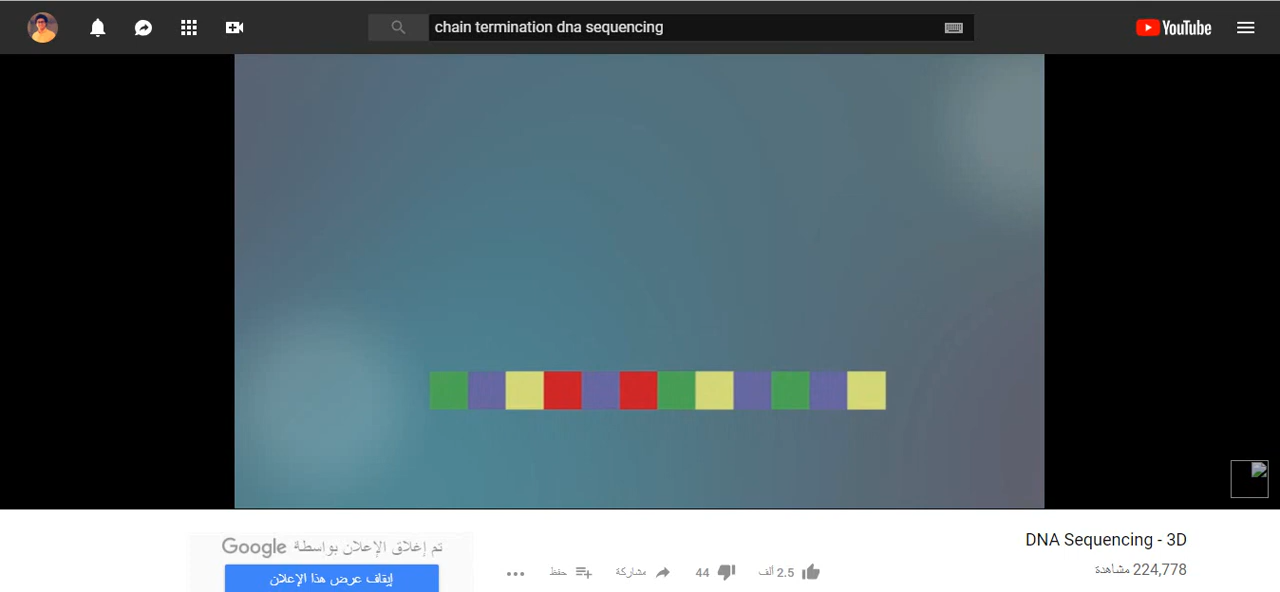 chain termination dna sequencing
YouTube
DNA Sequencing - 3D
224,778 مشاهدة
2.5 ألف
44
مشاركة
حفظ
تم إغلاق الإعلان بواسطة Google
إيقاف عرض هذا الإعلان